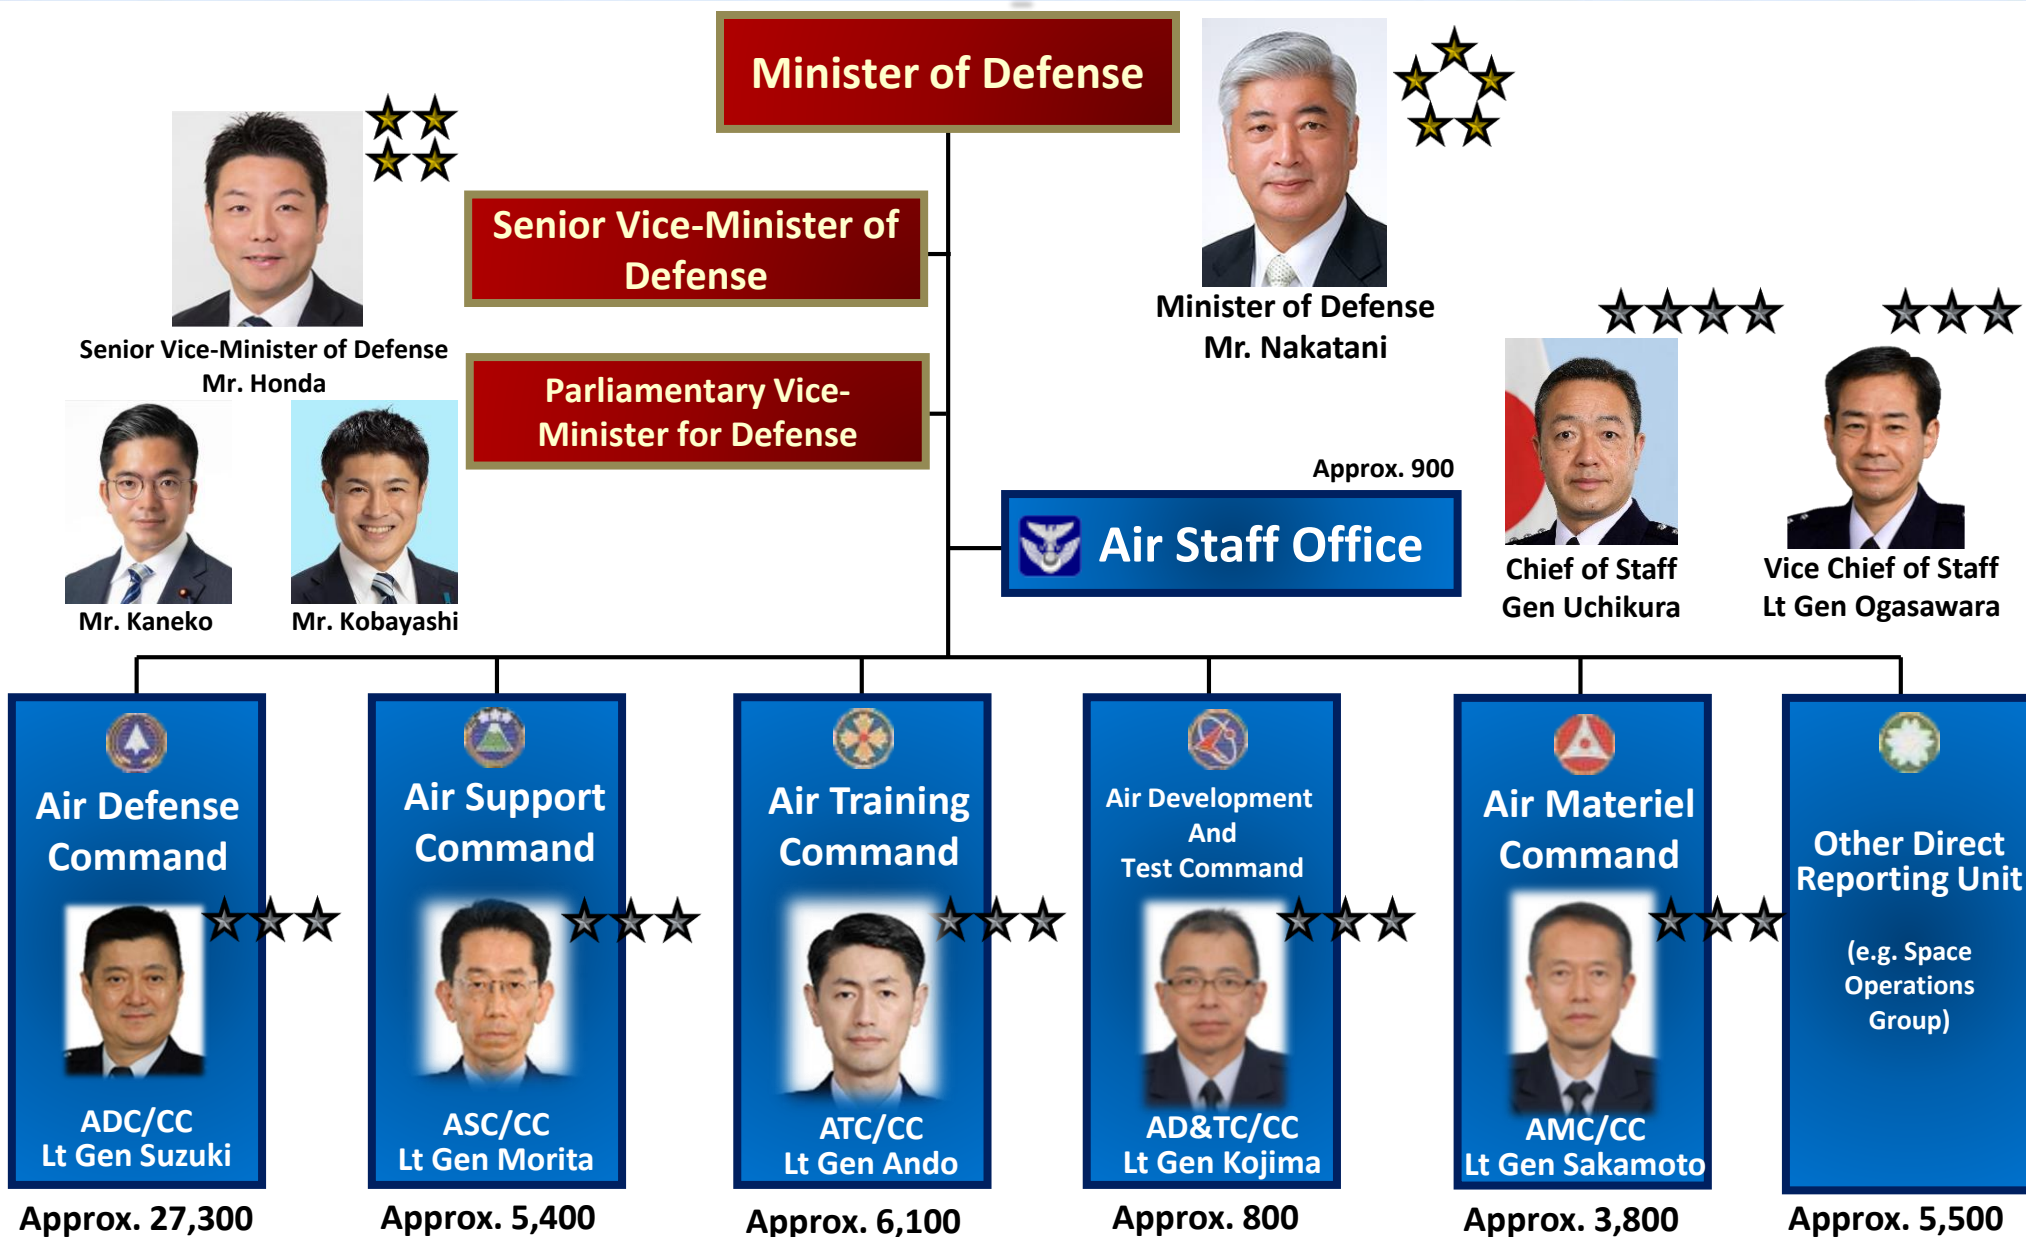 Minister of Defense
Senior Vice-Minister of
Defense
Minister of Defense
Mr. Nakatani
Senior Vice-Minister of Defense
Mr. Honda
Parliamentary Vice-
Minister for Defense
Mr. Kaneko
Mr. Kobayashi
Approx. 900
Air Staff Office
Chief of Staff
Gen Uchikura
Vice Chief of Staff
Lt Gen Ogasawara
Air Defense
Command
ADC/CC
Lt Gen Suzuki
Approx. 27,300
Air Support
Command
ASC/CC
Lt Gen Morita
Approx. 5,400
Air Training
Command
ATC/CC
Lt Gen Ando
Approx. 6,100
Air Development
And
Test Command
AD&TC/CC
Lt Gen Kojima
Approx. 800
Air Materiel
Command
AMC/CC
Lt Gen Sakamoto
Approx. 3,800
Other Direct
Reporting Unit
(e.g. Space
Operations
Group)
Approx. 5,500